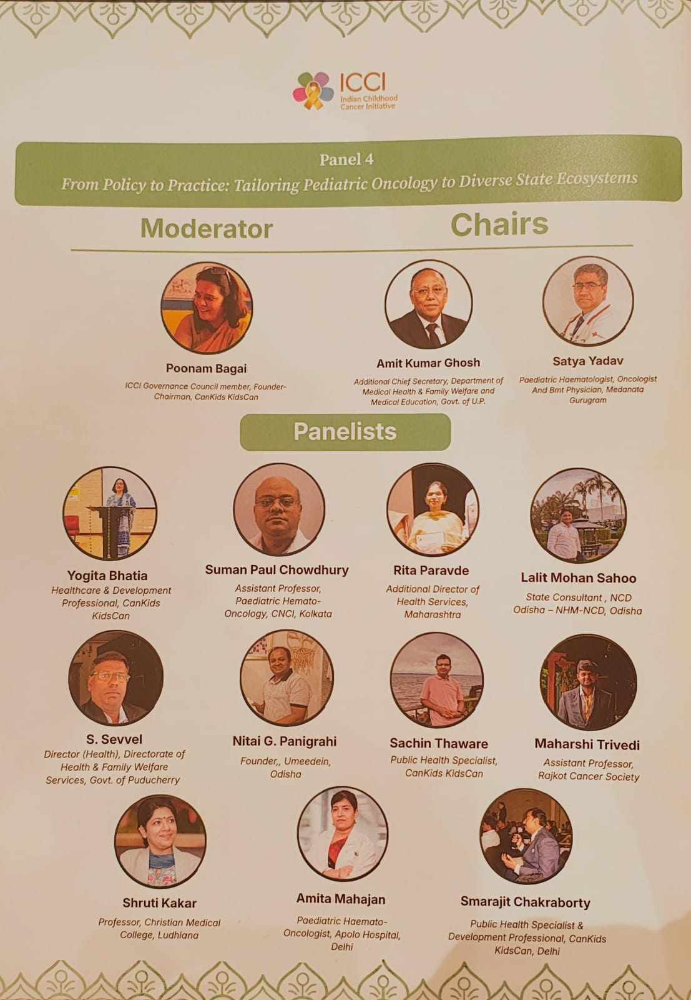 ICCI
Indian Childhood
Cancer Initiative
Panel 4
From Policy to Practice: Tailoring Pediatric Oncology to Diverse State Ecosystems
Moderator
Chairs
Poonam Bagai
ICCI Governance Council member, Founder-
Chairman, CanKids KidsCan
Amit Kumar Ghosh
Additional Chief Secretary, Department of
Medical Health & Family Welfare and
Medical Education, Govt. of U.P.
Satya Yadav
Paediatric Haematologist, Oncologist
And Bmt Physician, Medanata
Gurugram
Panelists
Yogita Bhatia
Healthcare & Development
Professional, CanKids
KidsCan
Suman Paul Chowdhury
Assistant Professor,
Paediatric Hemato-
Oncology, CNCI, Kolkata
Rita Paravde
Additional Director of
Health Services,
Maharashtra
Lalit Mohan Sahoo
State Consultant , NCD
Odisha – NHM-NCD, Odisha
S. Sevvel
Director (Health), Directorate of
Health & Family Welfare
Services, Govt. of Puducherry
Nitai G. Panigrahi
Founder,, Umeedein,
Odisha
Sachin Thaware
Public Health Specialist,
CanKids KidsCan
Maharshi Trivedi
Assistant Professor,
Rajkot Cancer Society
Shruti Kakar
Professor, Christian Medical
College, Ludhiana
Amita Mahajan
Paediatric Haemato-
Oncologist, Apolo Hospital,
Delhi
Smarajit Chakraborty
Public Health Specialist &
Development Professional, CanKids
KidsCan, Delhi